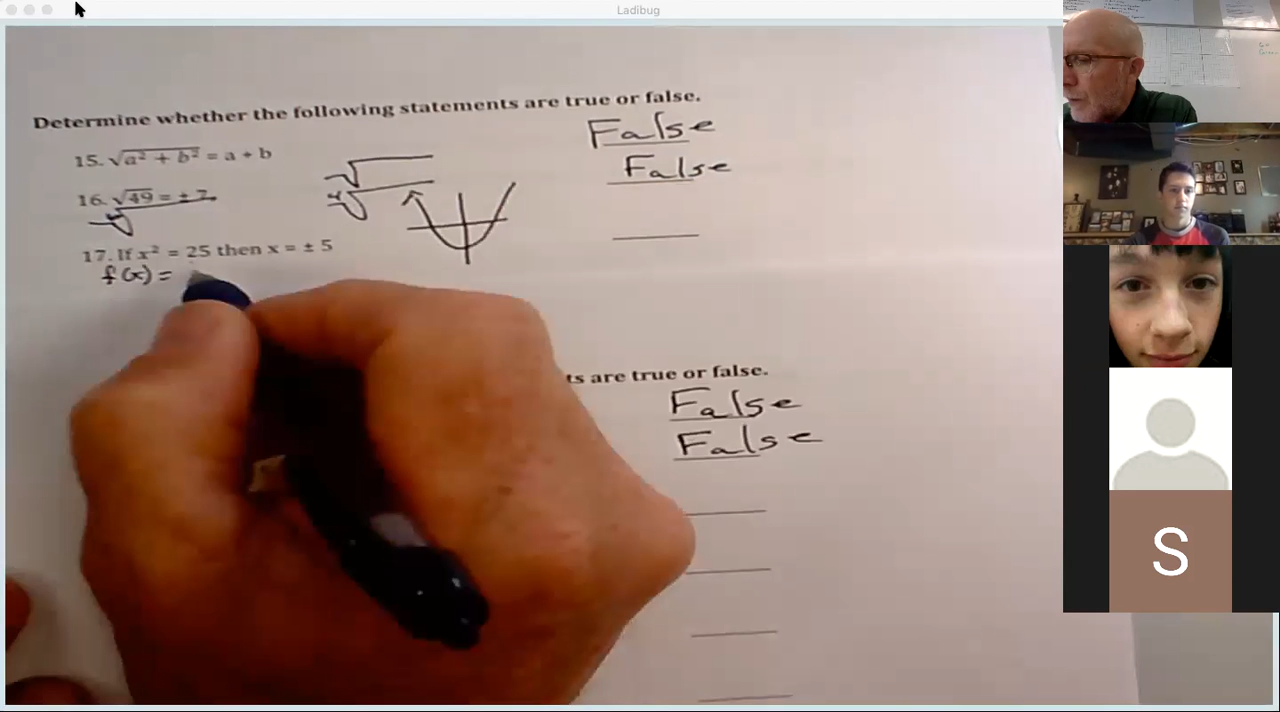 Ladibug
Determine whether the following statements are true or false.
15. √a² + b² = a + b
False
16. √49 = ± 7
False
17. If x² = 25 then x = ± 5
f(x) =
ts are true or false.
False
False
S